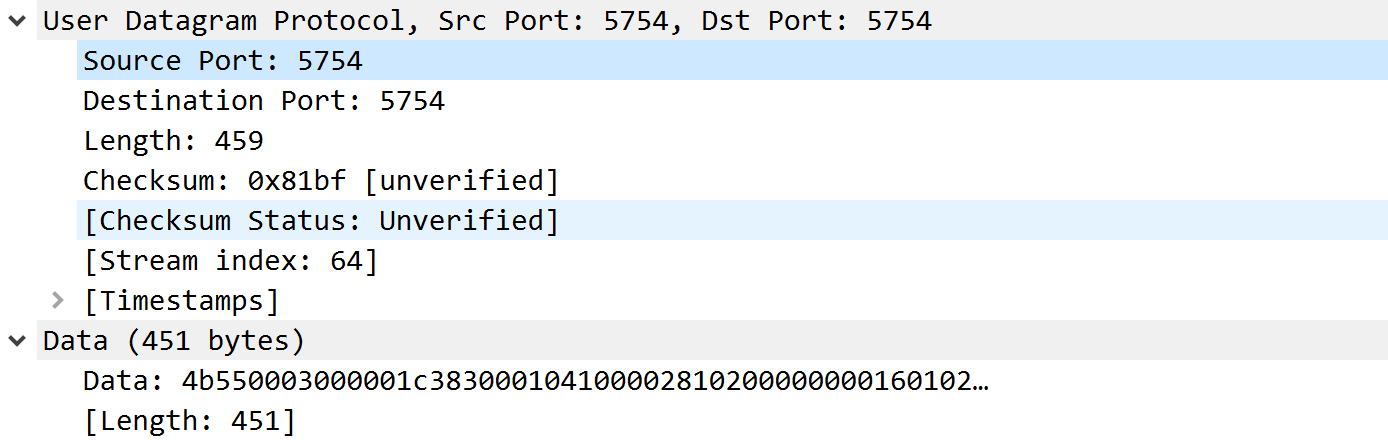 User Datagram Protocol, Src Port: 5754, Dst Port: 5754
Source Port: 5754
Destination Port: 5754
Length: 459
Checksum: 0x81bf [unverified]
[Checksum Status: Unverified]
[Stream index: 64]
[Timestamps]
Data (451 bytes)
Data: 4b550003000001c3830001041000028102000000000160102…
[Length: 451]